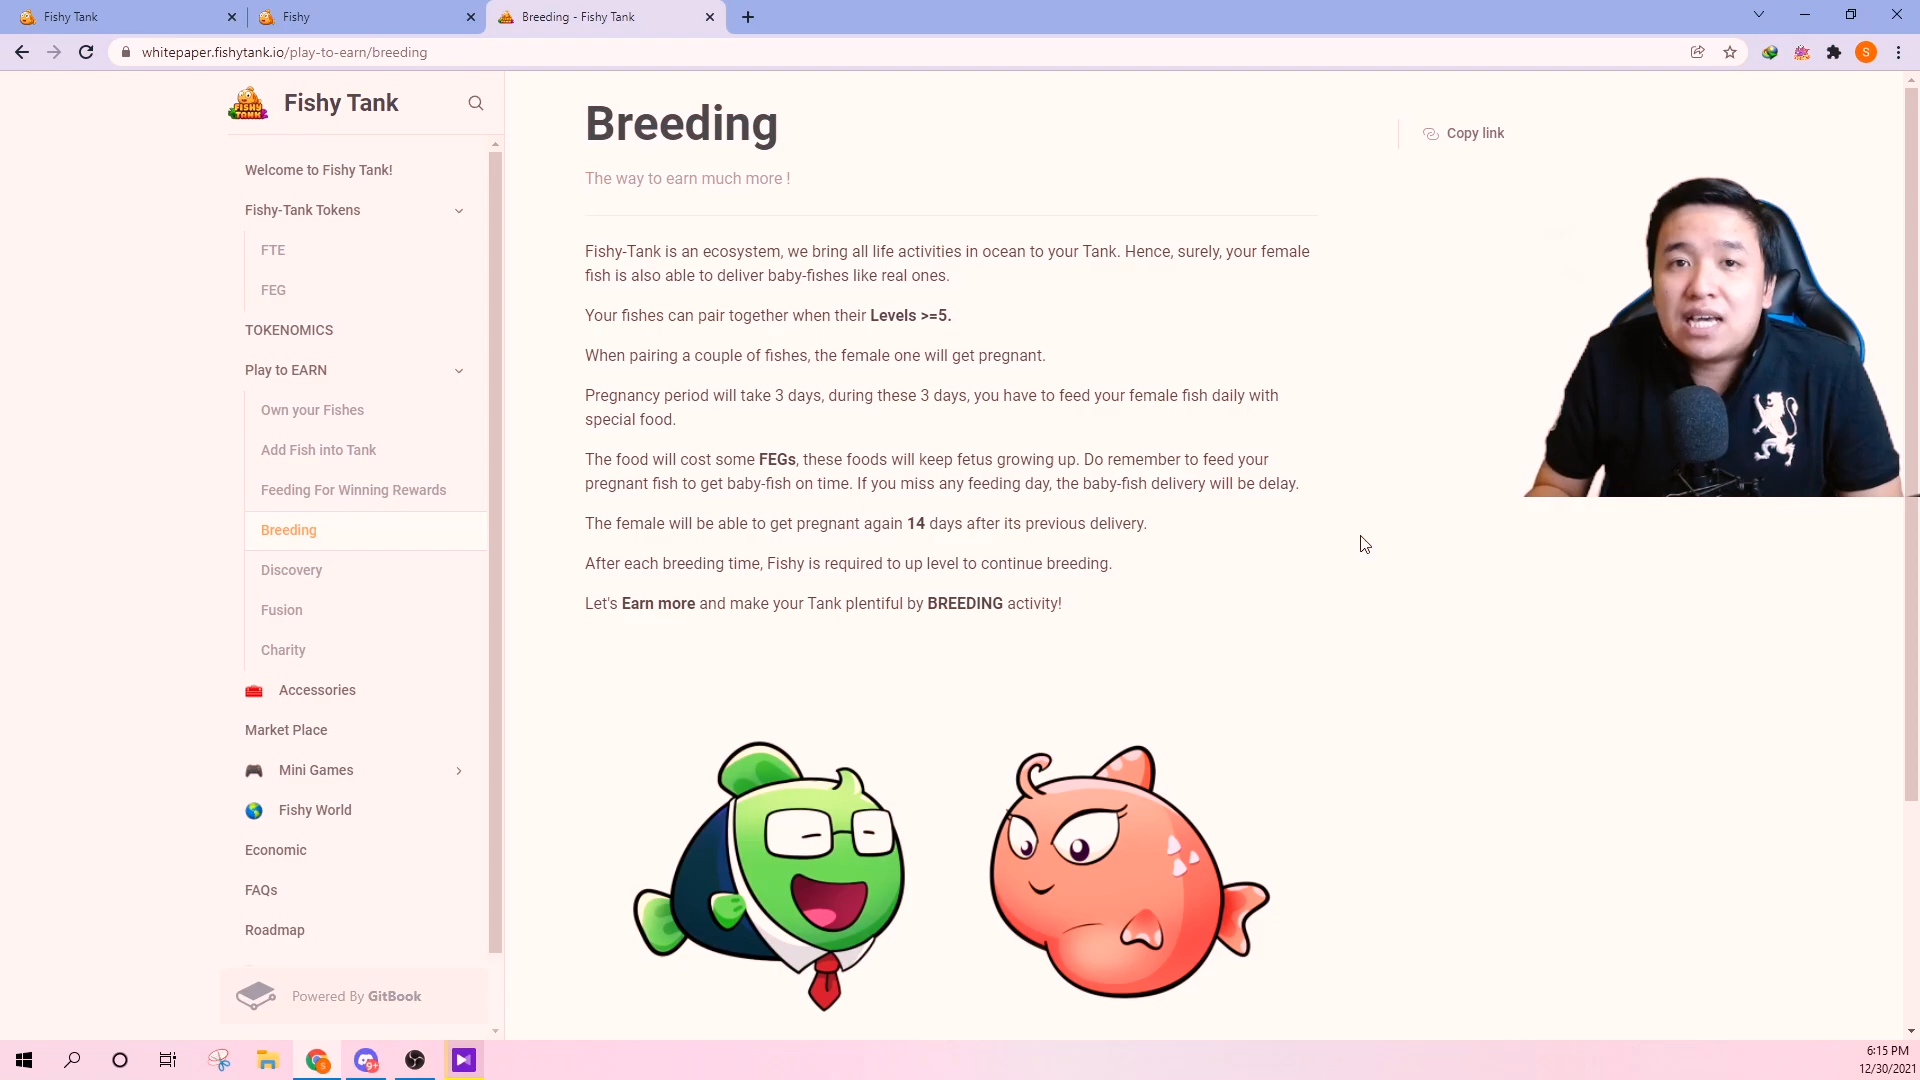 Fishy Tank
Fishy
Breeding - Fishy Tank
whitepaper.fishytank.io/play-to-earn/breeding
S
FISHY
TANK
Fishy Tank
Welcome to Fishy Tank!
Fishy-Tank Tokens
FTE
FEG
TOKENOMICS
Play to EARN
Own your Fishes
Add Fish into Tank
Feeding For Winning Rewards
Breeding
Discovery
Fusion
Charity
Accessories
Market Place
Mini Games
Fishy World
Economic
FAQs
Roadmap
Powered By GitBook
Breeding
The way to earn much more !
Copy link
Fishy-Tank is an ecosystem, we bring all life activities in ocean to your Tank. Hence, surely, your female
fish is also able to deliver baby-fishes like real ones.
Your fishes can pair together when their Levels >=5.
When pairing a couple of fishes, the female one will get pregnant.
Pregnancy period will take 3 days, during these 3 days, you have to feed your female fish daily with
special food.
The food will cost some FEGs, these foods will keep fetus growing up. Do remember to feed your
pregnant fish to get baby-fish on time. If you miss any feeding day, the baby-fish delivery will be delay.
The female will be able to get pregnant again 14 days after its previous delivery.
After each breeding time, Fishy is required to up level to continue breeding.
Let's Earn more and make your Tank plentiful by BREEDING activity!
9+
6:15 PM
12/30/2021